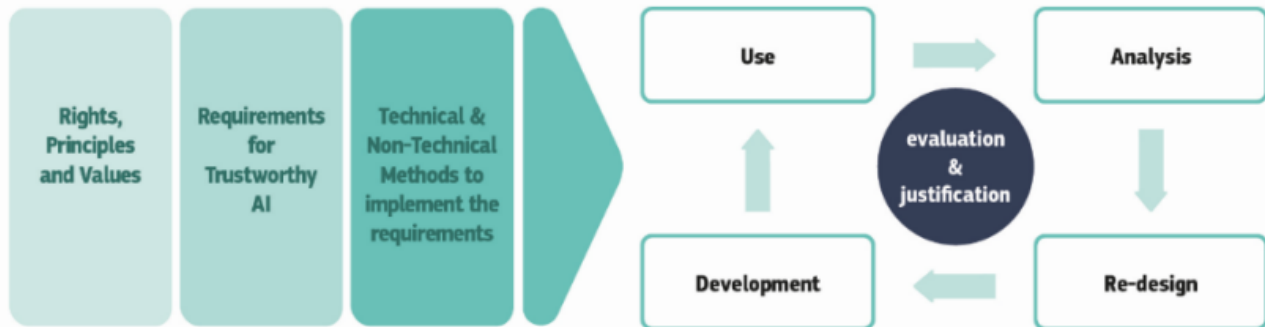 Rights,
Principles
and Values
Requirements
for
Trustworthy
AI
Technical &
Non-Technical
Methods to
implement the
requirements
Use
Analysis
evaluation
&
justification
Development
Re-design